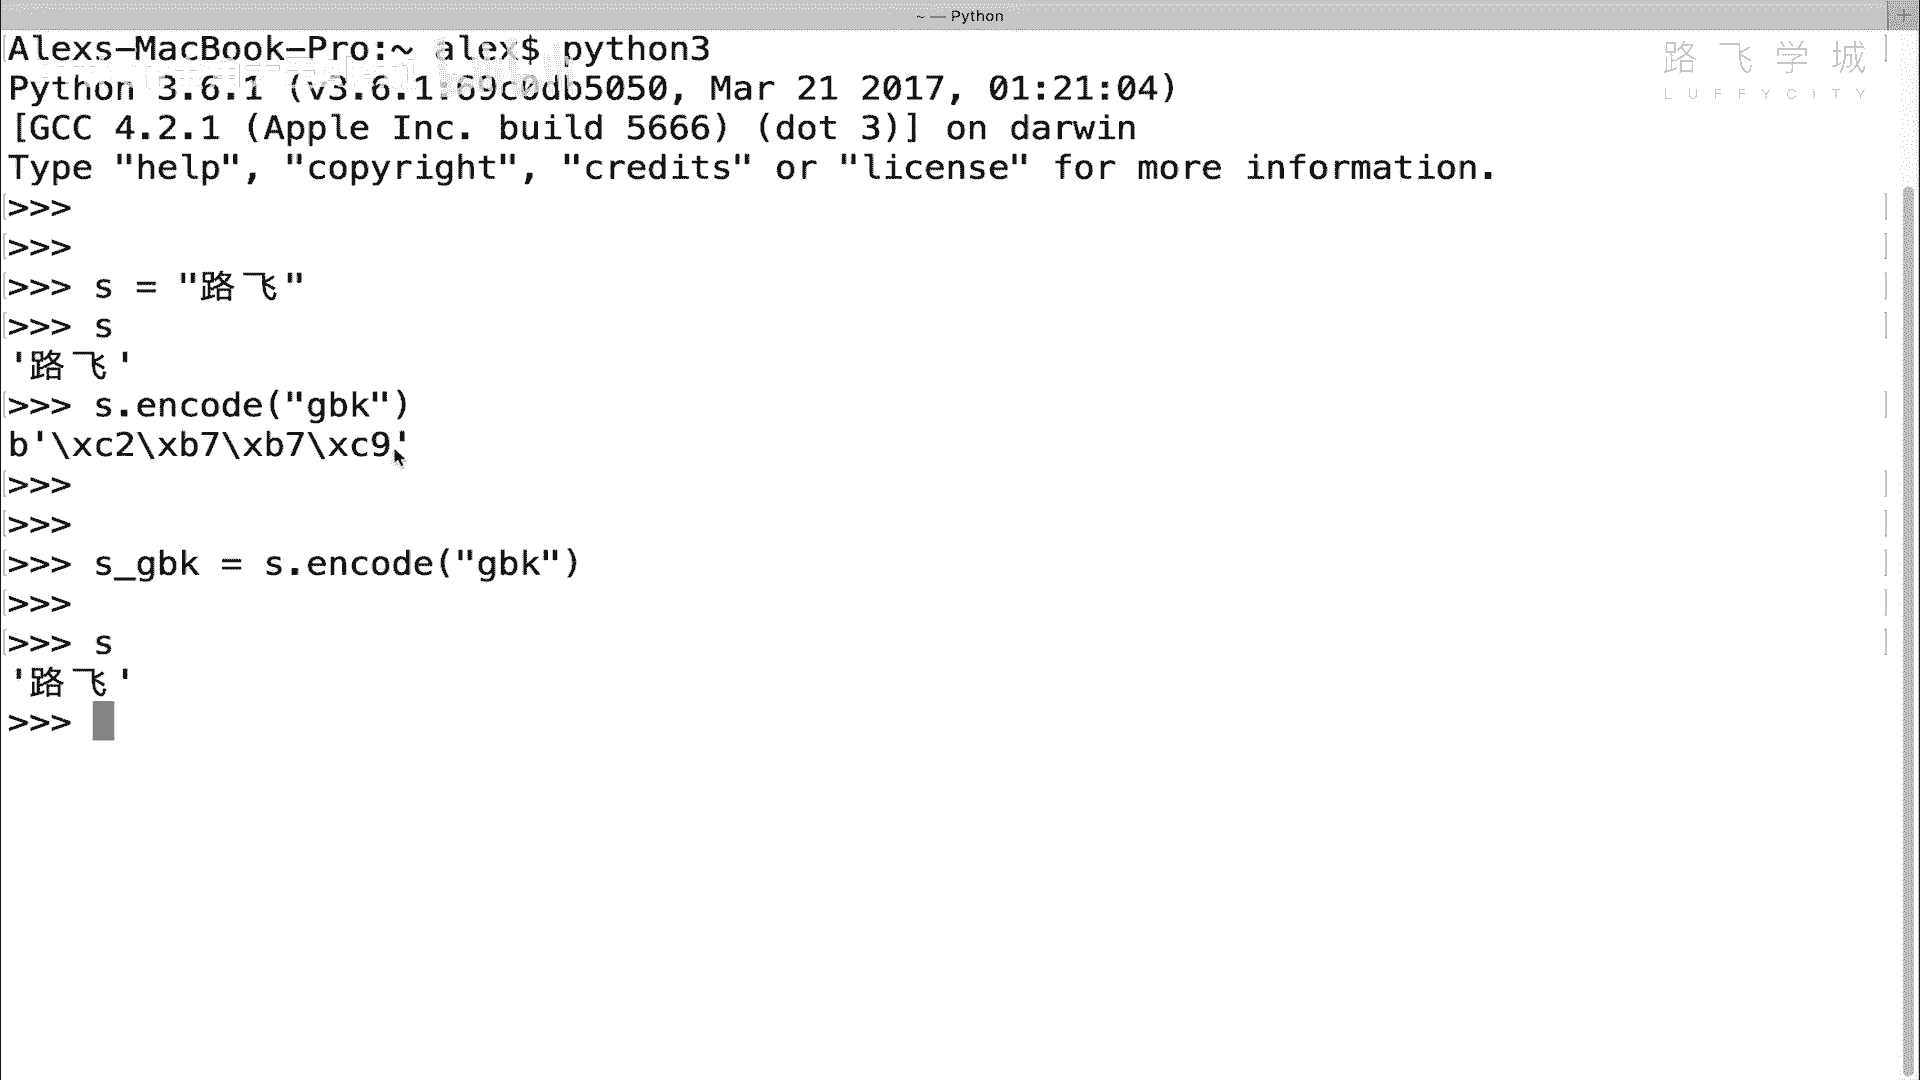 ~ — Python
Alexs-MacBook-Pro:~ alex$ python3
路飞学城
LUFFYCITY
Python 3.6.1 (v3.6.1:69c0db5050, Mar 21 2017, 01:21:04)
[GCC 4.2.1 (Apple Inc. build 5666) (dot 3)] on darwin
Type "help", "copyright", "credits" or "license" for more information.
>>>
>>>
>>> s = "路飞"
>>> s
'路飞'
>>> s.encode("gbk")
b'\xc2\xb7\xb7\xc9'
>>>
>>>
>>> s_gbk = s.encode("gbk")
>>>
>>> s
'路飞'
>>>